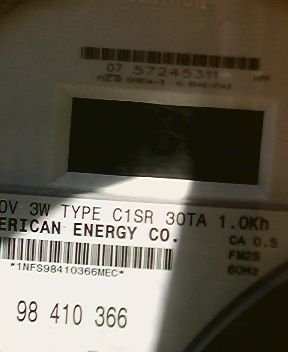 07 57245311
0V 3W TYPE C1SR 30TA 1.0Kh
ERICAN ENERGY CO.
CA 0.5
*1NFS98410366MEC*
FM2S
60Hz
98 410 366